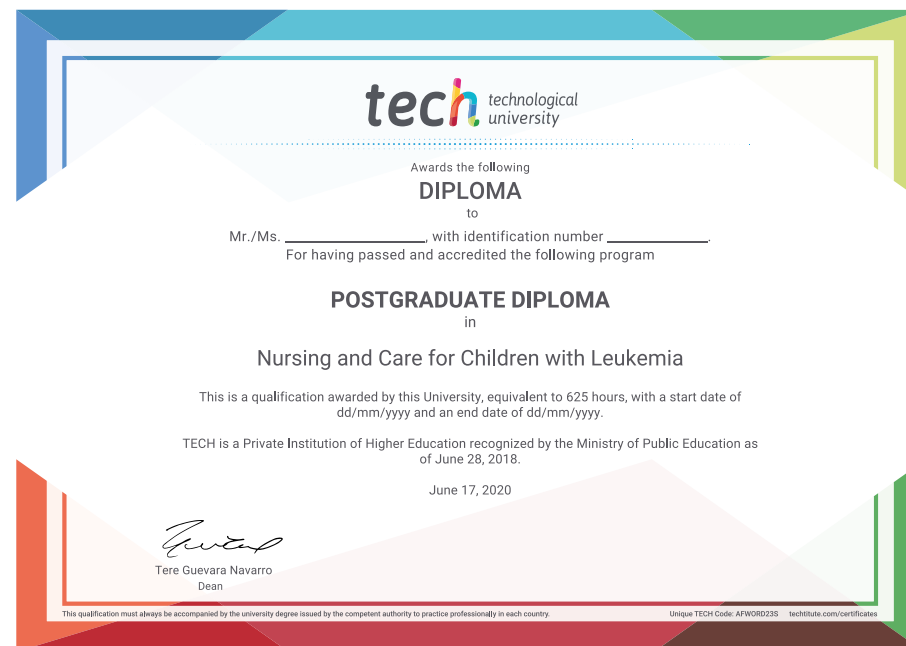 tech technological
university
Awards the following
DIPLOMA
to
Mr./Ms. ____________________, with identification number ______________.
For having passed and accredited the following program
POSTGRADUATE DIPLOMA
in
Nursing and Care for Children with Leukemia
This is a qualification awarded by this University, equivalent to 625 hours, with a start date of
dd/mm/yyyy and an end date of dd/mm/yyyy.
TECH is a Private Institution of Higher Education recognized by the Ministry of Public Education as
of June 28, 2018.
June 17, 2020
Tere Guevara Navarro
Dean
This qualification must always be accompanied by the university degree issued by the competent authority to practice professionally in each country.
Unique TECH Code: AFWORD23S techtitute.com/certificates